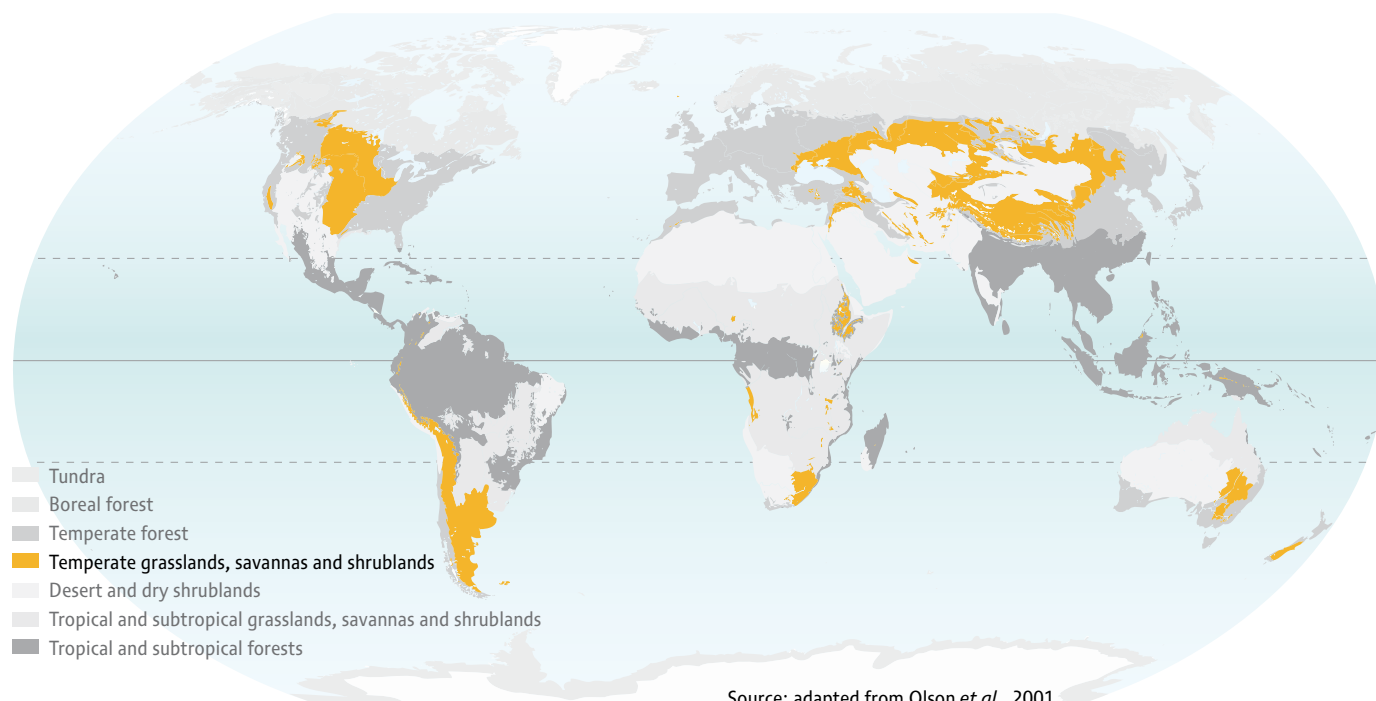 Tundra
Boreal forest
Temperate forest
Temperate grasslands, savannas and shrublands
Desert and dry shrublands
Tropical and subtropical grasslands, savannas and shrublands
Tropical and subtropical forests
Source: adapted from Olson et al., 2001